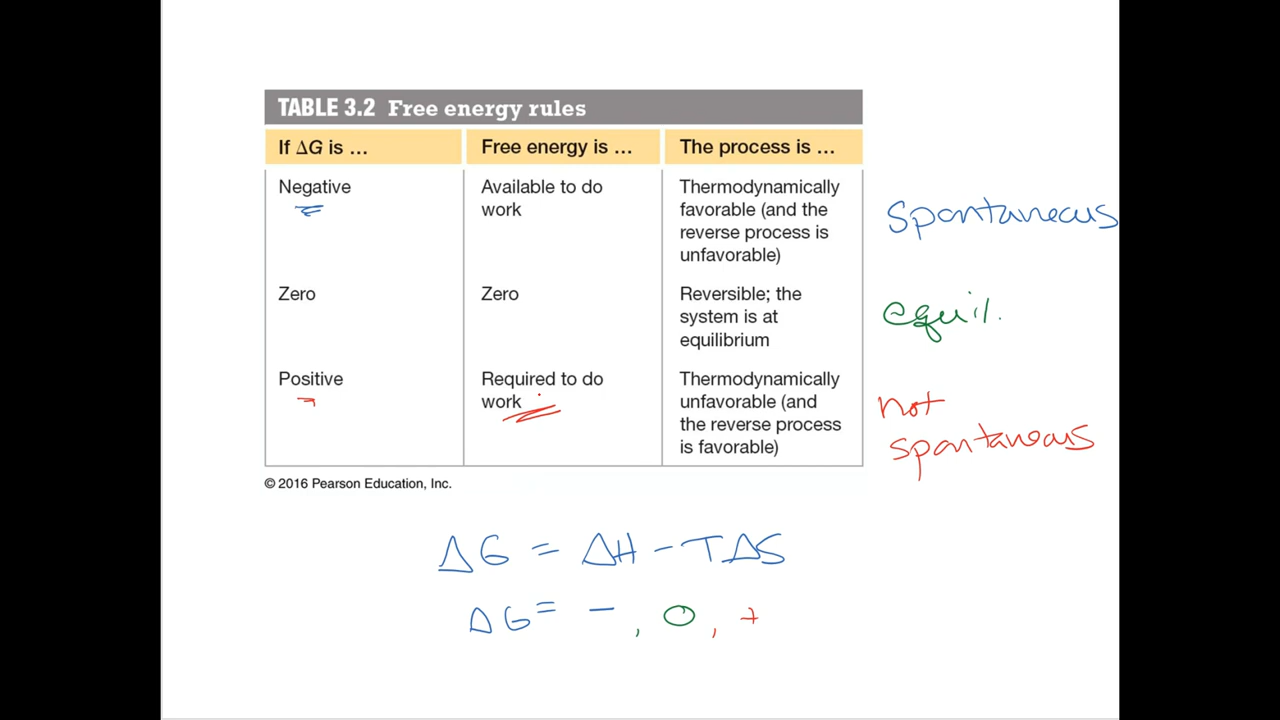 TABLE 3.2 Free energy rules
If ΔG is ...
Free energy is ...
The process is ...
Negative
Available to do
work
Thermodynamically
favorable (and the
reverse process is
unfavorable)
spontaneous
Zero
Zero
Reversible; the
system is at
equilibrium
equil.
Positive
Required to do
work
Thermodynamically
unfavorable (and
the reverse process
is favorable)
not
spontaneous
© 2016 Pearson Education, Inc.
ΔG = ΔH - TΔS
ΔG = - , 0 , +